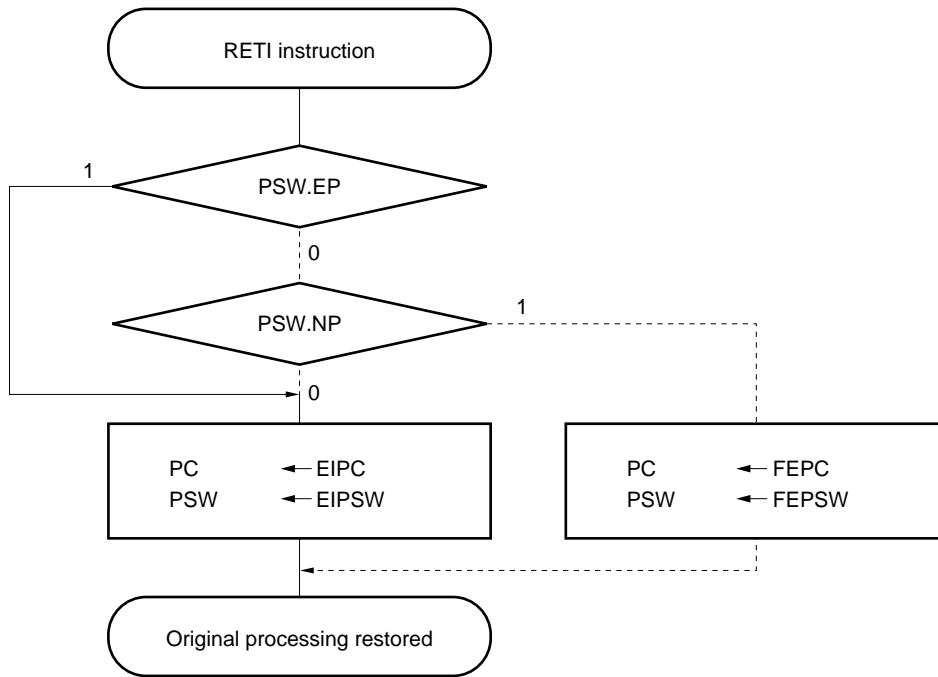 RETI instruction
1
PSW.EP
0
1
PSW.NP
0
PC ← EIPC
PSW ← EIPSW
PC ← FEPC
PSW ← FEPSW
Original processing restored